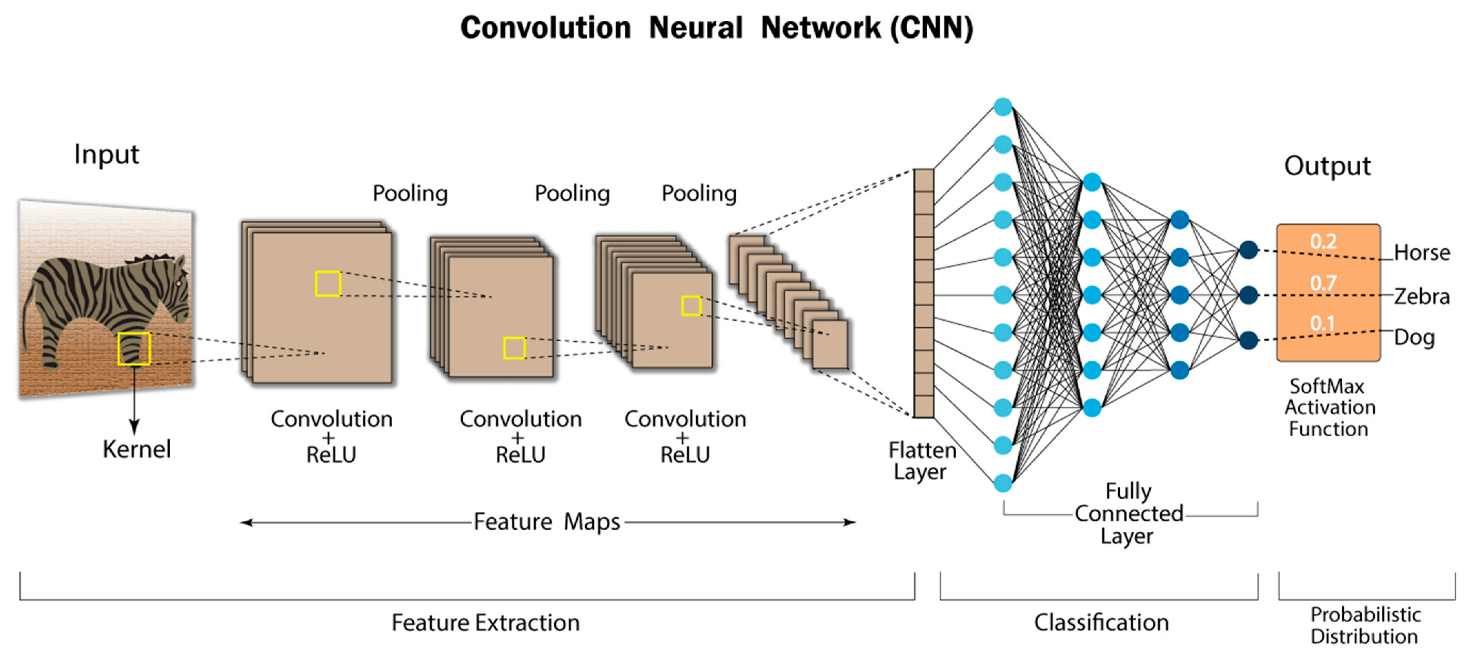 Convolution Neural Network (CNN)
Input
Pooling
Pooling
Pooling
Output
0.2
Horse
0.7
Zebra
0.1
Dog
SoftMax
Activation
Function
Kernel
Convolution
+
ReLU
Convolution
+
ReLU
Convolution
+
ReLU
Flatten
Layer
Fully
Connected
Layer
Feature Maps
Feature Extraction
Classification
Probabilistic
Distribution